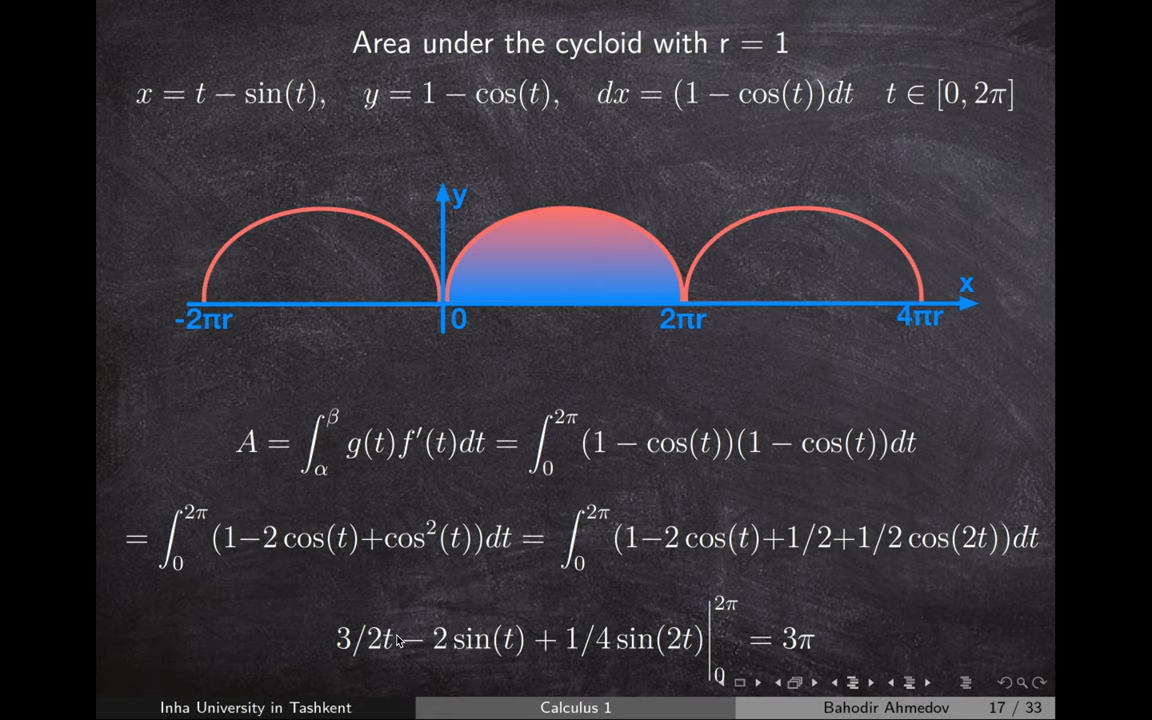 Area under the cycloid with r = 1
x = t − sin(t),   y = 1 − cos(t),   dx = (1 − cos(t))dt   t ∈ [0, 2π]
y
x
-2πr 0 2πr 4πr
A = ∫_α^β g(t)f′(t)dt = ∫_0^{2π} (1 − cos(t))(1 − cos(t))dt
= ∫_0^{2π} (1−2 cos(t)+cos²(t))dt = ∫_0^{2π} (1−2 cos(t)+1/2+1/2 cos(2t))dt
3/2t − 2 sin(t) + 1/4 sin(2t) |_0^{2π} = 3π
Inha University in Tashkent Calculus 1 Bahodir Ahmedov 17 / 33